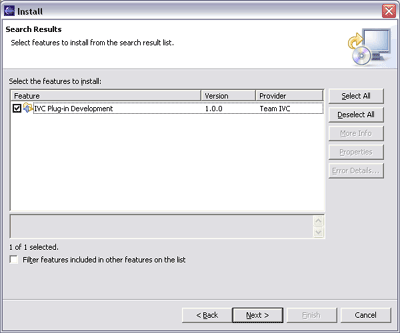 Install
Search Results
Select features to install from the search result list.
Select the features to install:
Feature Version Provider
IVC Plug-in Development 1.0.0 Team IVC
Select All
Deselect All
More Info
Properties
Error Details...
1 of 1 selected.
Filter features included in other features on the list
< Back Next > Finish Cancel